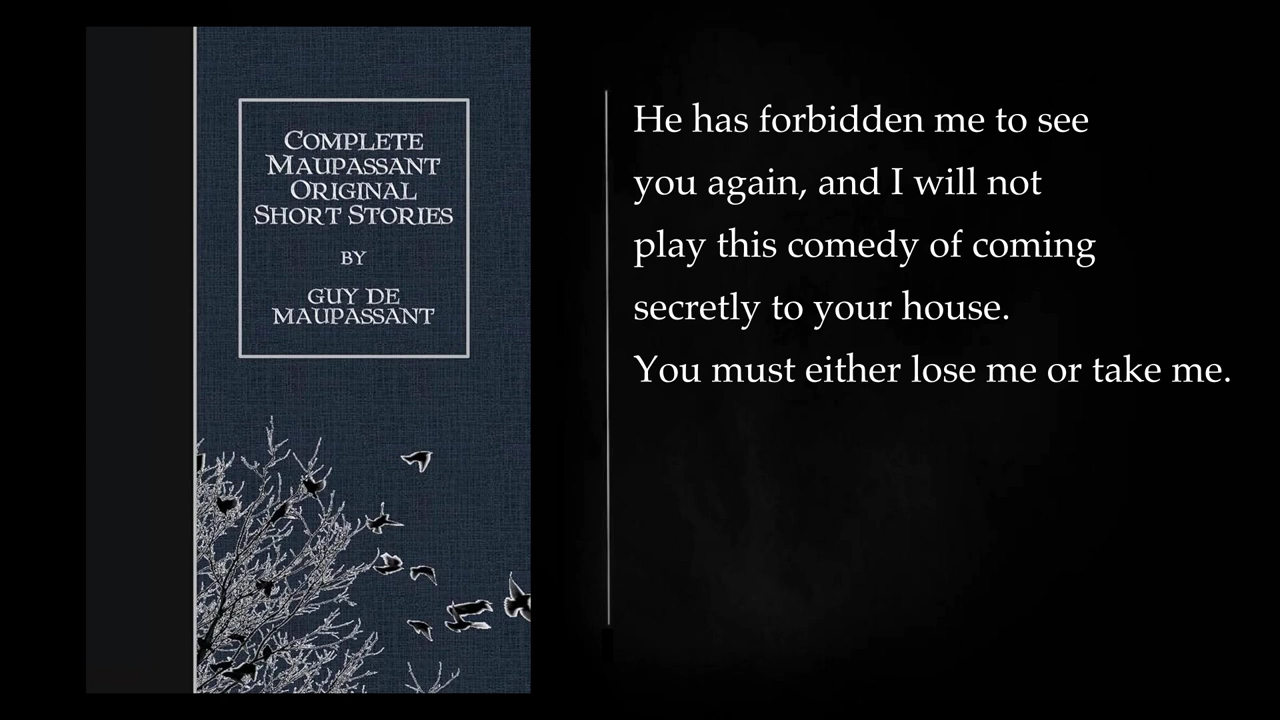 COMPLETE
MAUPASSANT
ORIGINAL
SHORT STORIES
BY
GUY DE
MAUPASSANT
He has forbidden me to see
you again, and I will not
play this comedy of coming
secretly to your house.
You must either lose me or take me.